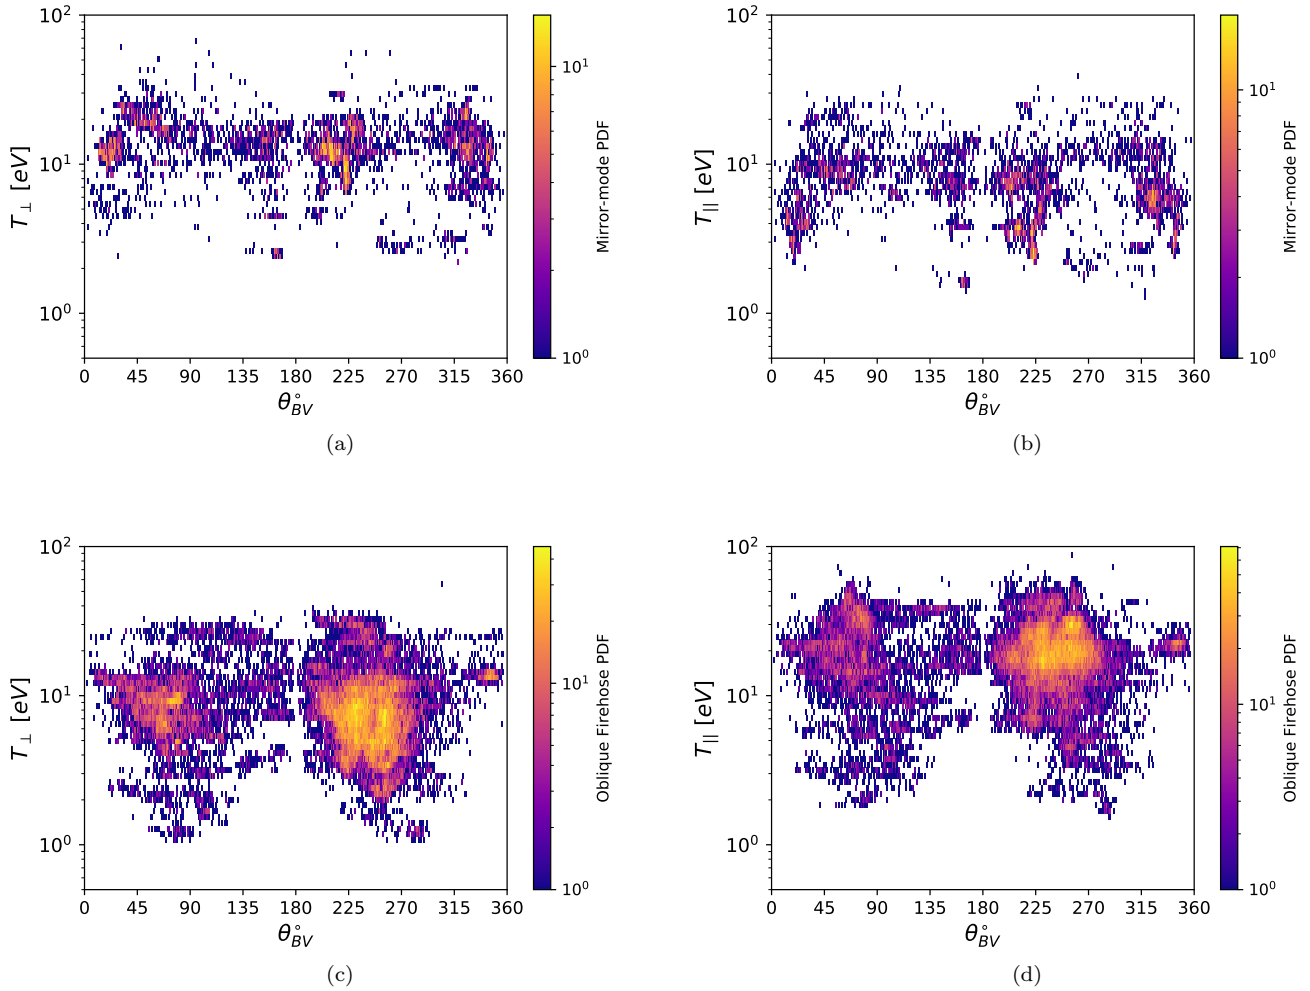 10² 10¹ 10⁰
T⊥ [eV]
0 45 90 135 180 225 270 315 360
θ°BV
10¹ 10⁰
Mirror-mode PDF
(a)
10² 10¹ 10⁰
T|| [eV]
0 45 90 135 180 225 270 315 360
θ°BV
10¹ 10⁰
Mirror-mode PDF
(b)
10² 10¹ 10⁰
T⊥ [eV]
0 45 90 135 180 225 270 315 360
θ°BV
10¹ 10⁰
Oblique Firehose PDF
(c)
10² 10¹ 10⁰
T|| [eV]
0 45 90 135 180 225 270 315 360
θ°BV
10¹ 10⁰
Oblique Firehose PDF
(d)